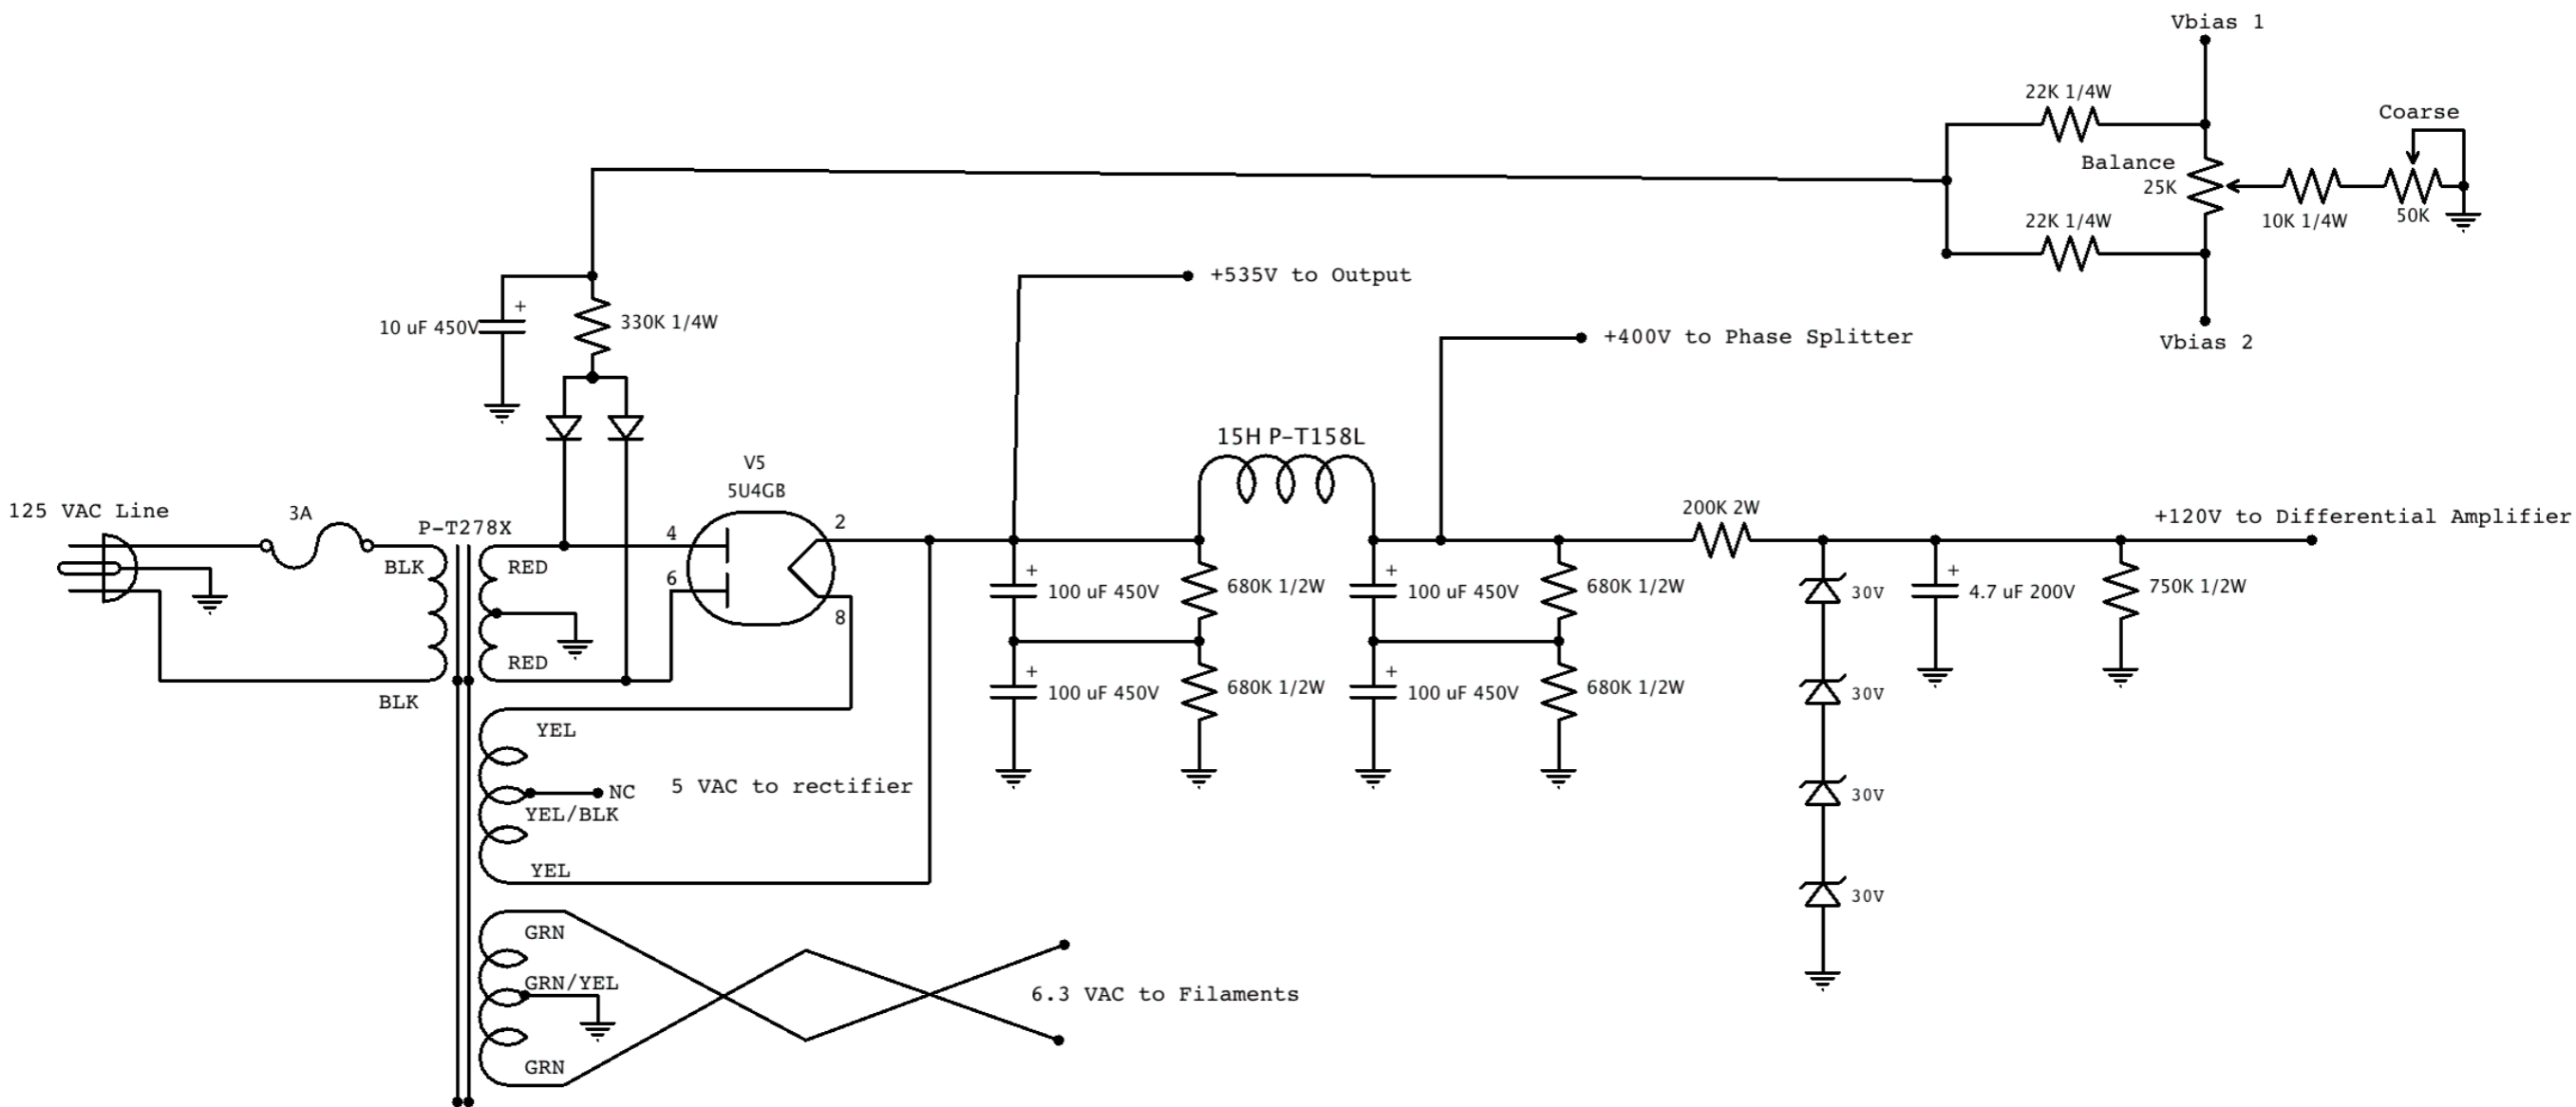 Vbias 1
22K 1/4W
Coarse
Balance
25K
22K 1/4W
10K 1/4W
50K
Vbias 2
+535V to Output
+
10 uF 450V
330K 1/4W
+400V to Phase Splitter
15H P-T158L
V5
5U4GB
125 VAC Line
3A
P-T278X
BLK
RED
4
6
2
8
RED
BLK
200K 2W
+120V to Differential Amplifier
+
100 uF 450V
680K 1/2W
+
100 uF 450V
680K 1/2W
30V
+
4.7 uF 200V
750K 1/2W
+
100 uF 450V
680K 1/2W
+
100 uF 450V
680K 1/2W
30V
YEL
5 VAC to rectifier
NC
YEL/BLK
YEL
30V
30V
GRN
GRN/YEL
GRN
6.3 VAC to Filaments